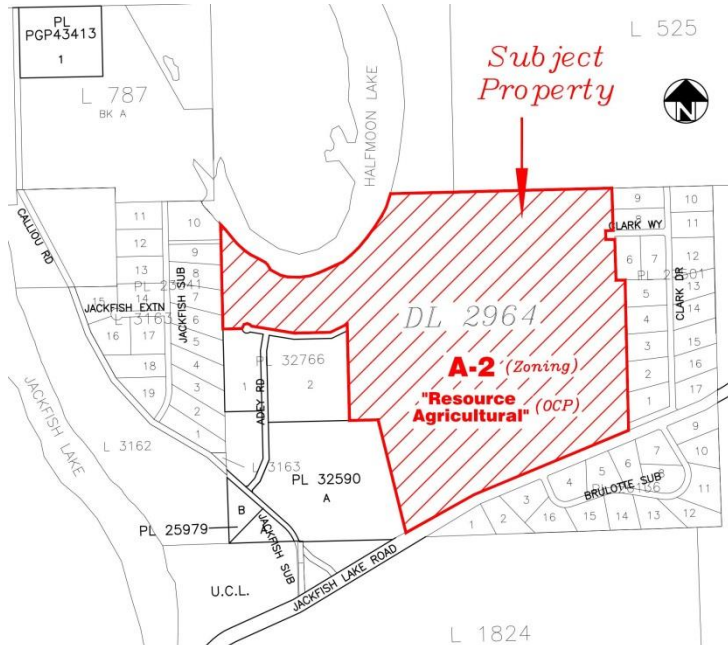 PL
PGP43413
1
L 787
BK A
HALFMOON LAKE
Subject
Property
L 525
N
CALLIOU RD
11
12
13
14
15
16
17
18
19
10
9
8
7
6
5
4
3
2
1
JACKFISH SUB
JACKFISH EXTN
L 3163
DL 2964
A-2 (Zoning)
"Resource
Agricultural" (OCP)
9
8
CLARK WY
6
7
5
4
3
2
1
10
11
12
13
14
15
16
17
CLARK DR
PL 32766
1
2
ADEY RD
JACKFISH LAKE
L 3162
L 3163
PL 32590
A
B
PL 25979
JACKFISH SUB
U.C.L.
JACKFISH LAKE ROAD
1
2
3
4
5
6
7
8
9
10
11
12
13
14
15
16
BRULOTTE SUB
L 1824